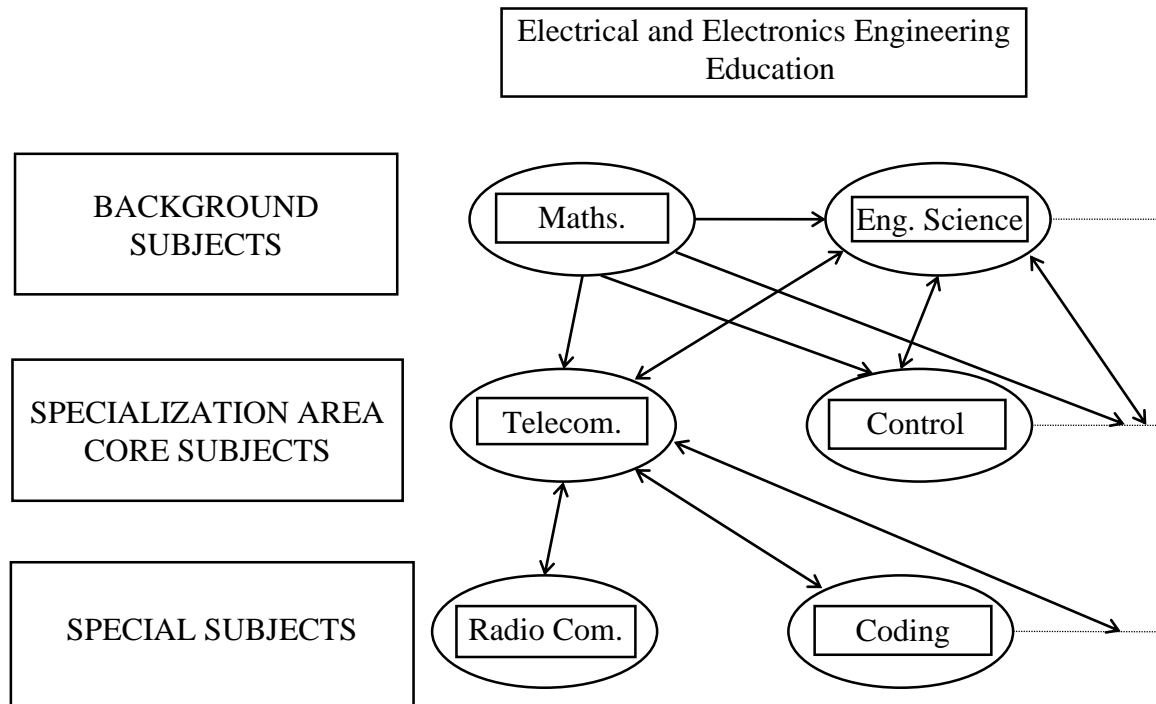 Electrical and Electronics Engineering
Education
BACKGROUND
SUBJECTS
Maths.
Eng. Science
SPECIALIZATION AREA
CORE SUBJECTS
Telecom.
Control
SPECIAL SUBJECTS
Radio Com.
Coding